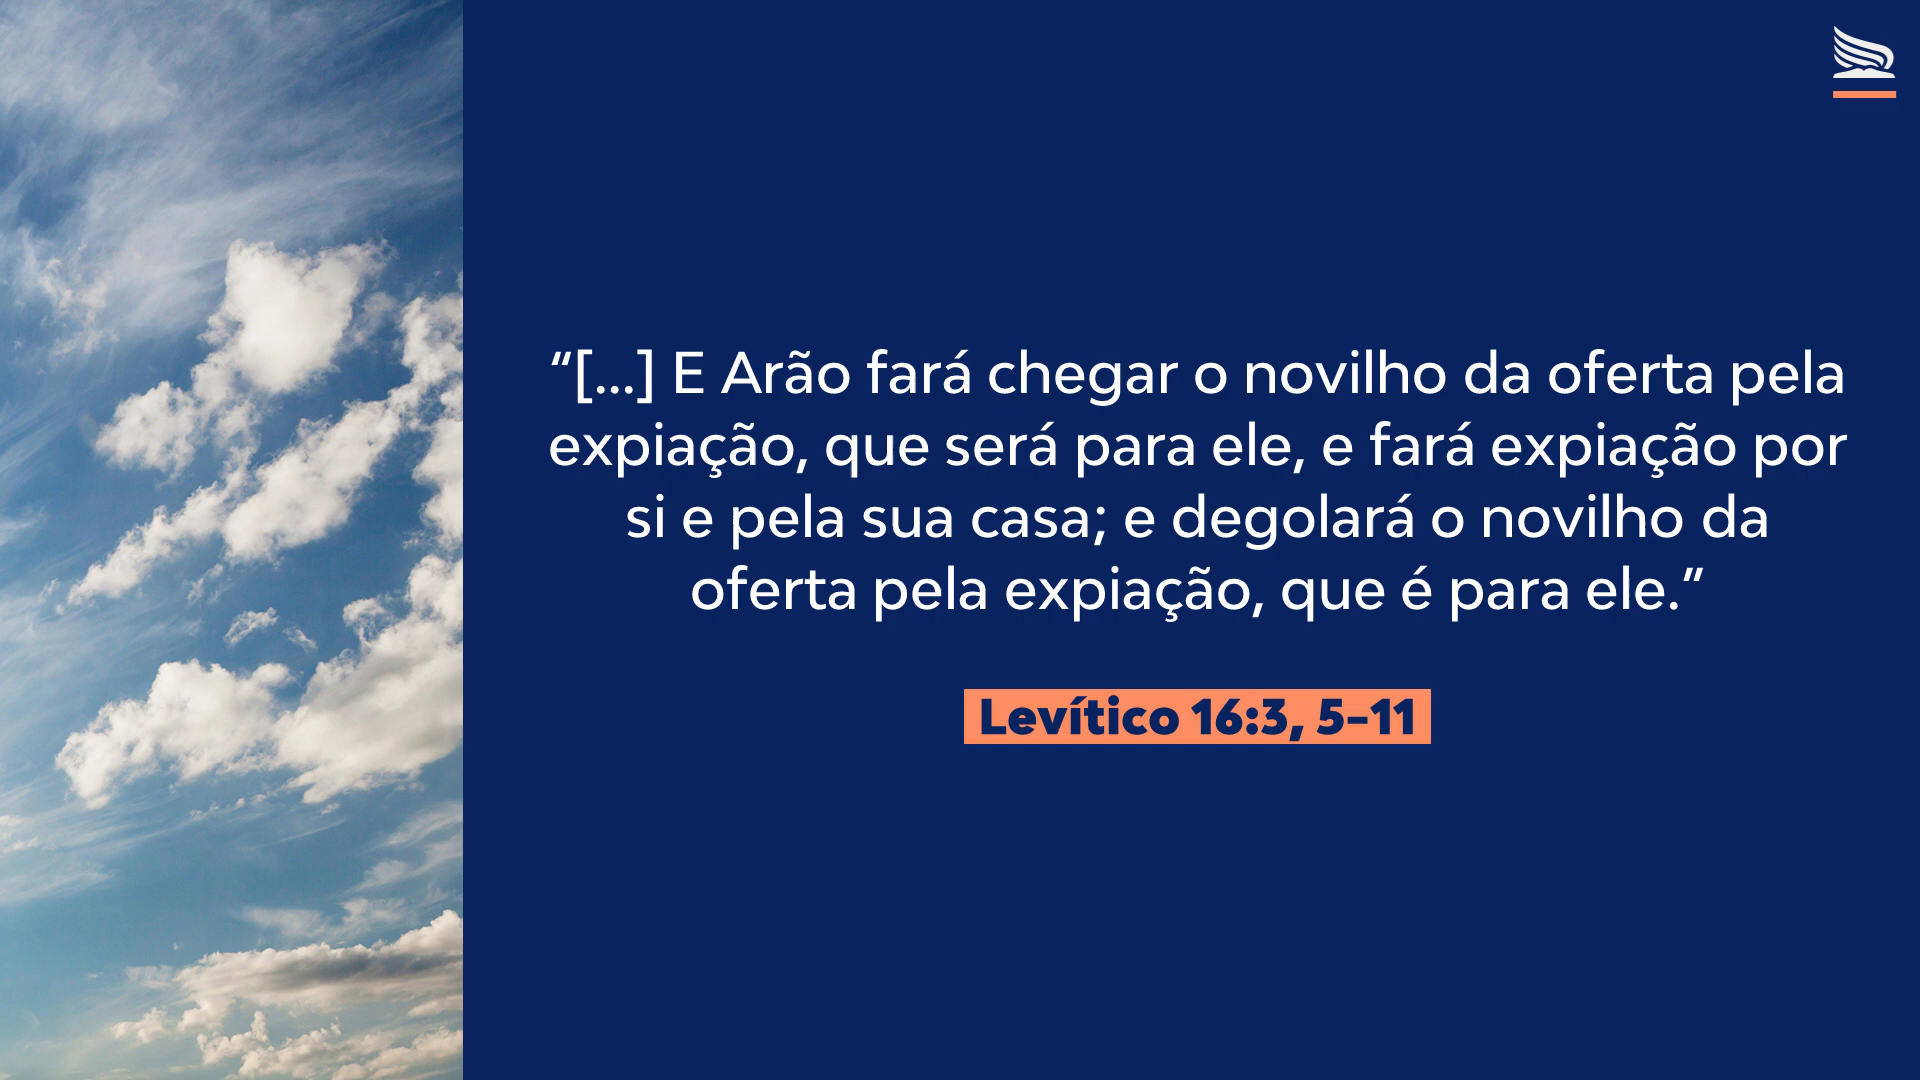 “[...] E Arão fará chegar o novilho da oferta pela
expiação, que será para ele, e fará expiação por
si e pela sua casa; e degolará o novilho da
oferta pela expiação, que é para ele.”
Levítico 16:3, 5–11